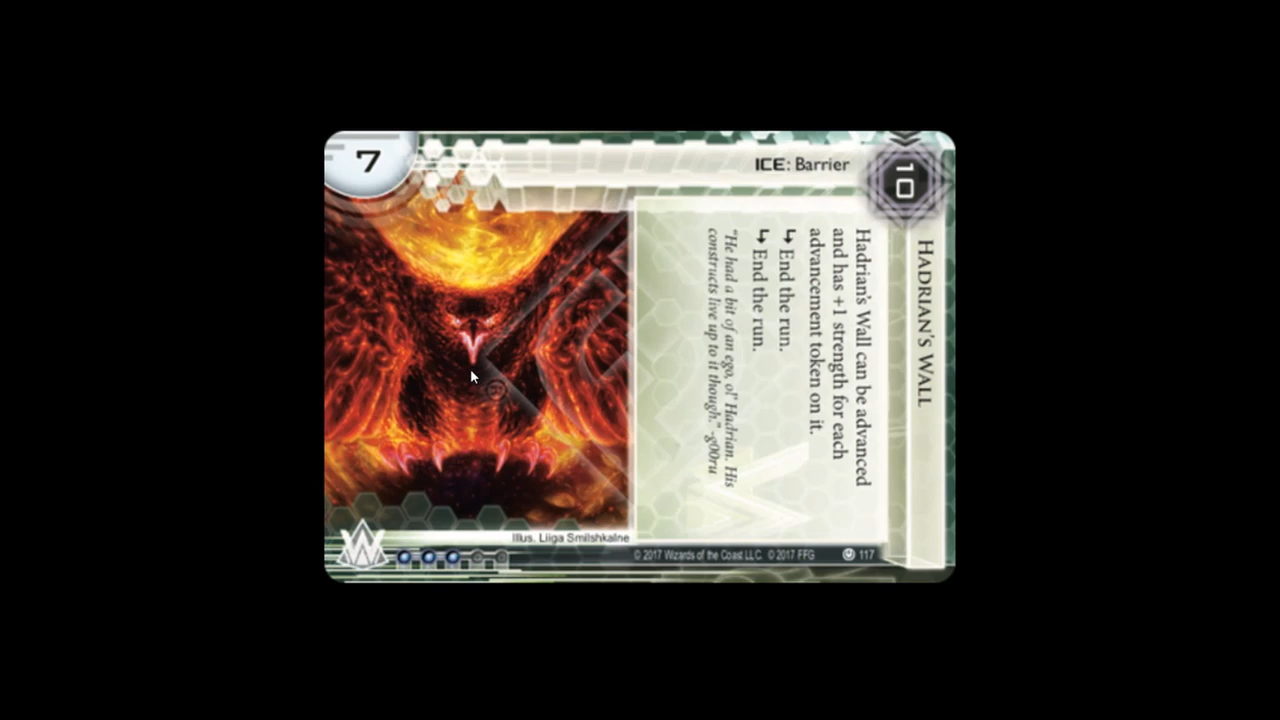 HADRIAN'S WALL
10
ICE: Barrier
7
Hadrian's Wall can be advanced
and has +1 strength for each
advancement token on it.
↳ End the run.
↳ End the run.
"He had a bit of an ego, ol' Hadrian. His
constructs live up to it though." -g00ru
Illus. Liiga Smilshkalne
© 2017 Wizards of the Coast LLC. © 2017 FFG
117